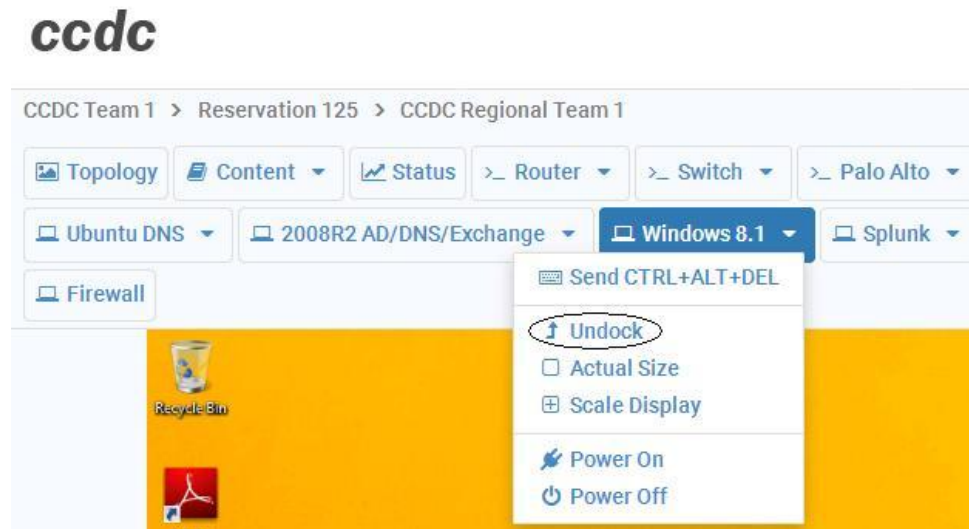 ccdc
CCDC Team 1 > Reservation 125 > CCDC Regional Team 1
Topology Content Status >_ Router >_ Switch >_ Palo Alto
Ubuntu DNS 2008R2 AD/DNS/Exchange Windows 8.1 Splunk
Firewall
Send CTRL+ALT+DEL
Undock
Actual Size
Scale Display
Power On
Power Off
Recycle Bin